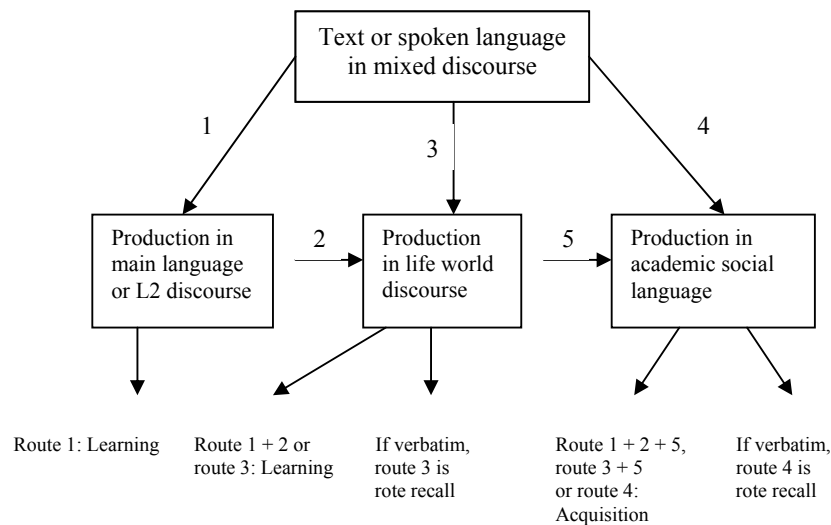 Text or spoken language
in mixed discourse
1
3
4
Production in
main language
or L2 discourse
2
Production
in life world
discourse
5
Production in
academic social
language
Route 1: Learning
Route 1 + 2 or
route 3: Learning
If verbatim,
route 3 is
rote recall
Route 1 + 2 + 5,
route 3 + 5
or route 4:
Acquisition
If verbatim,
route 4 is
rote recall